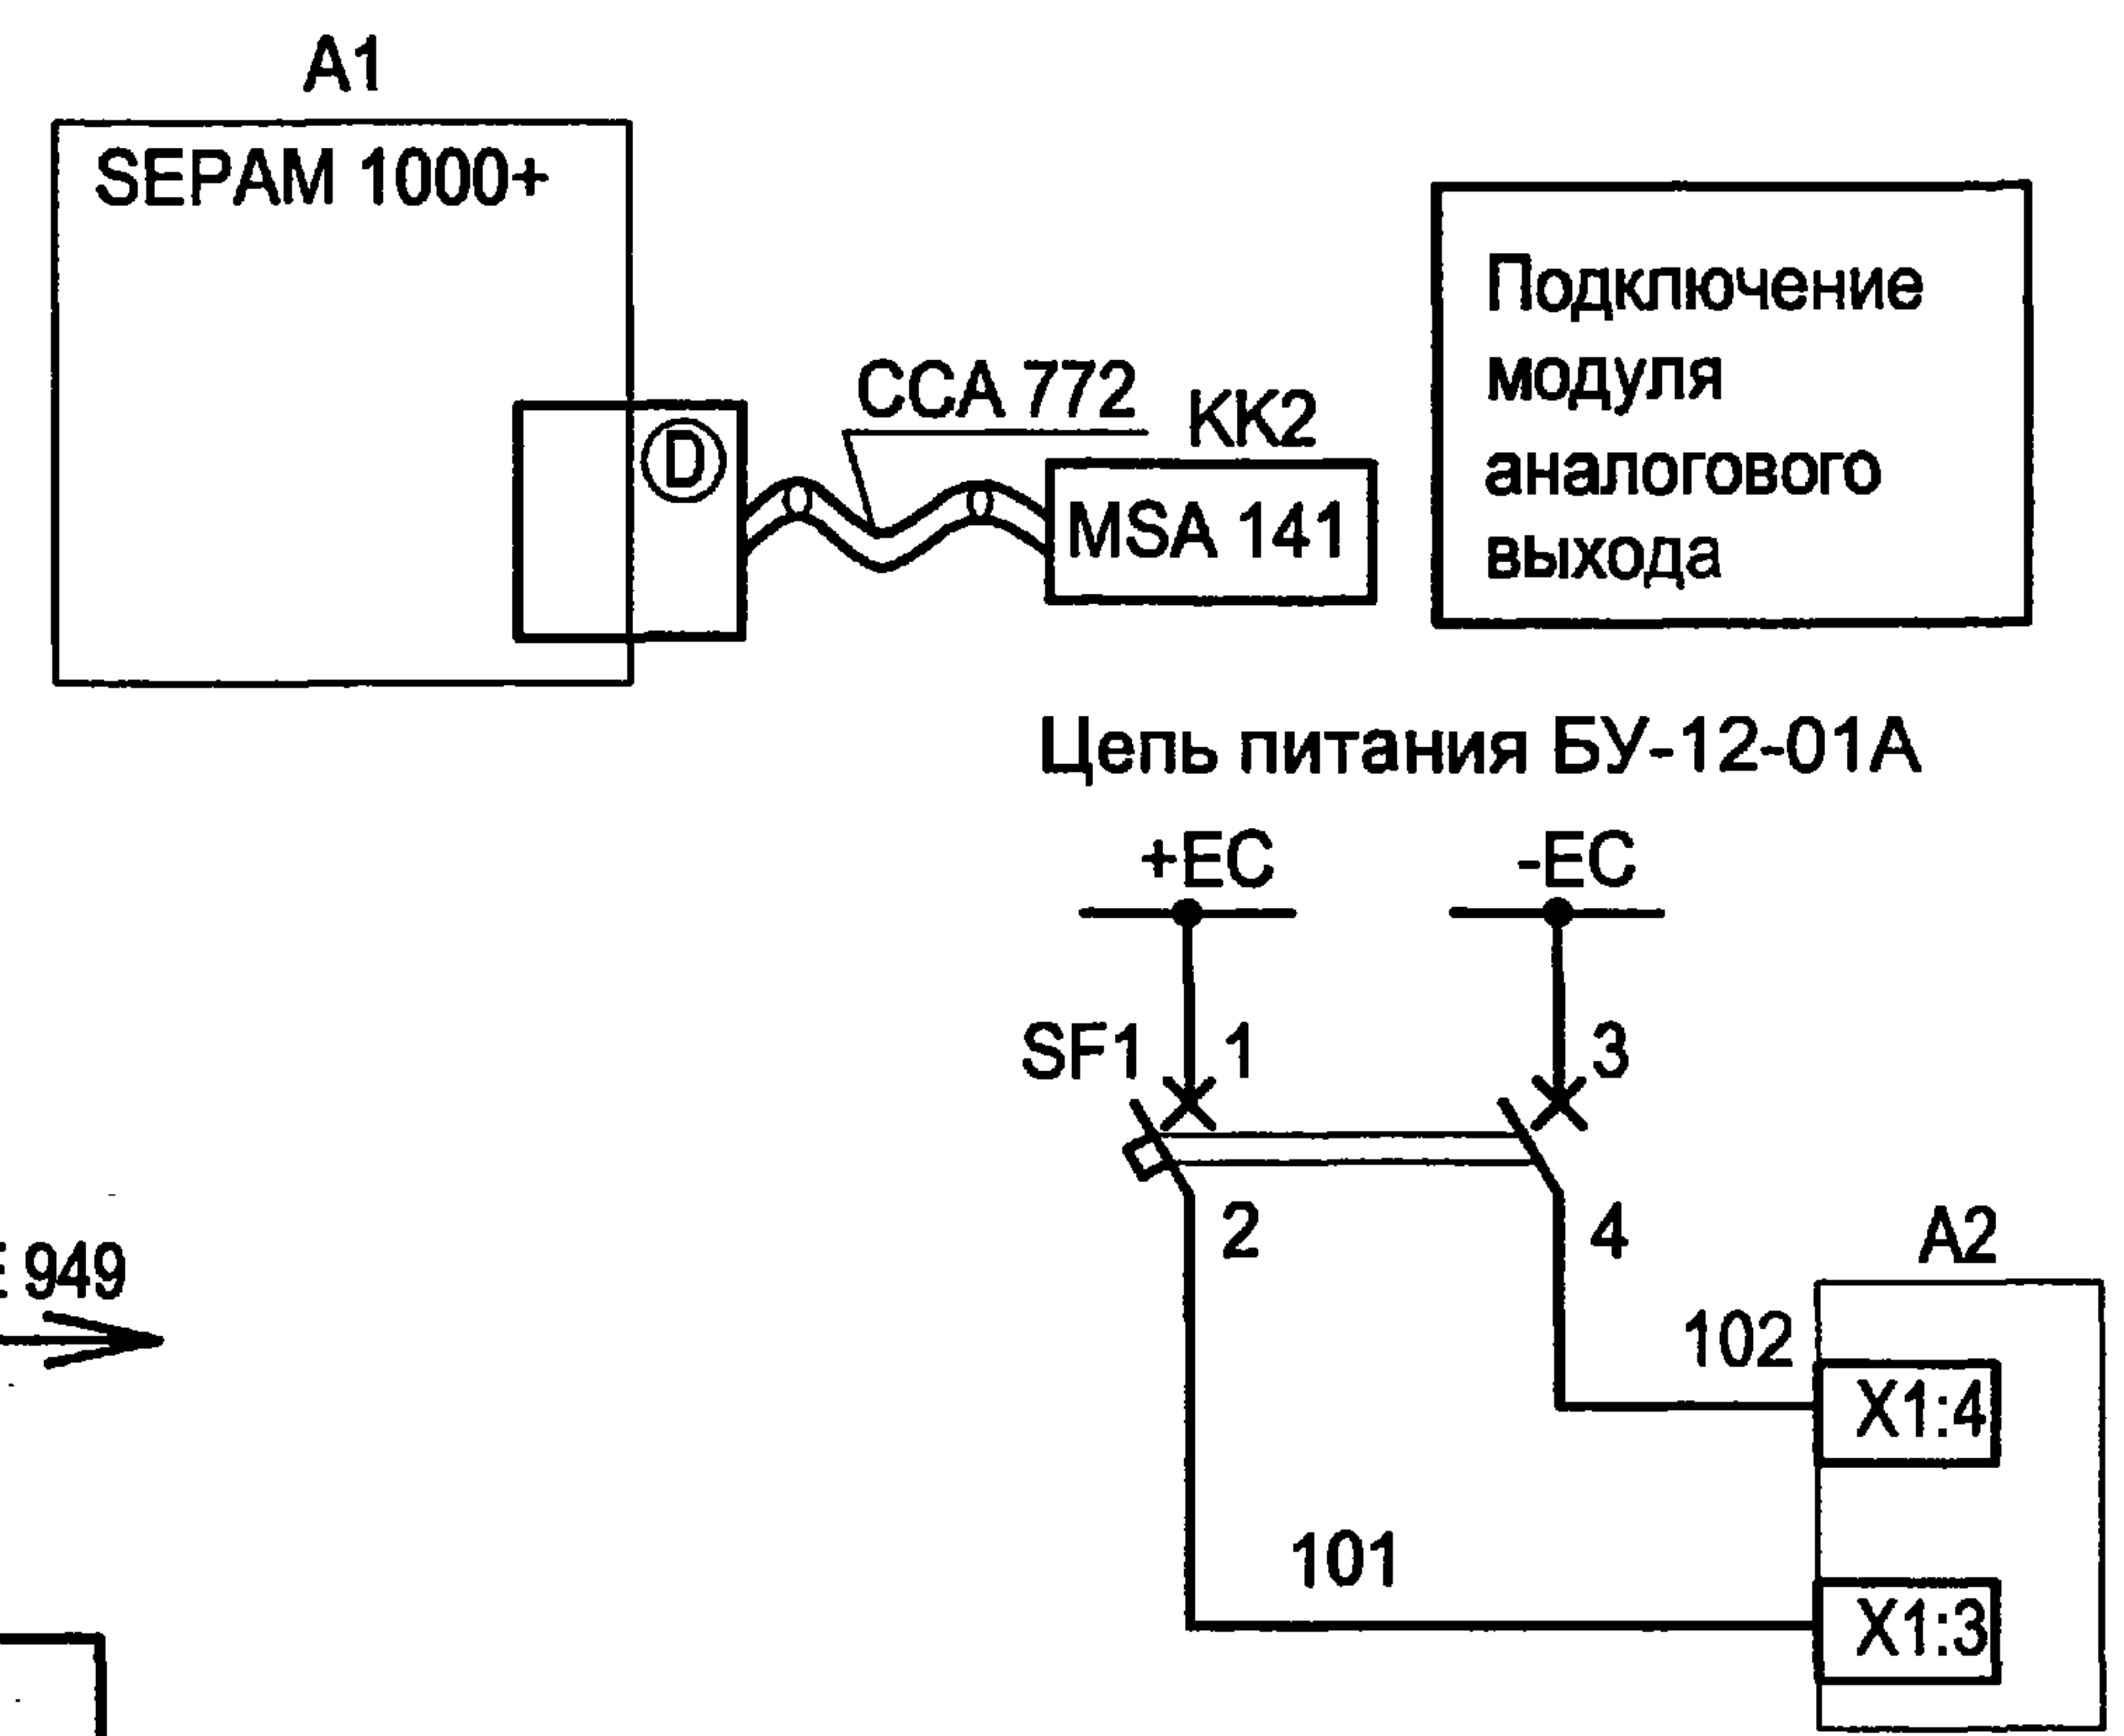 A1
SEPAM 1000+
D
CCA 772
KK2
MSA 141
Подключение
модуля
аналогового
выхода
Цепь питания БУ-12-01А
+EC
-EC
SF1
1
3
2
4
A2
949
102
X1:4
101
X1:3